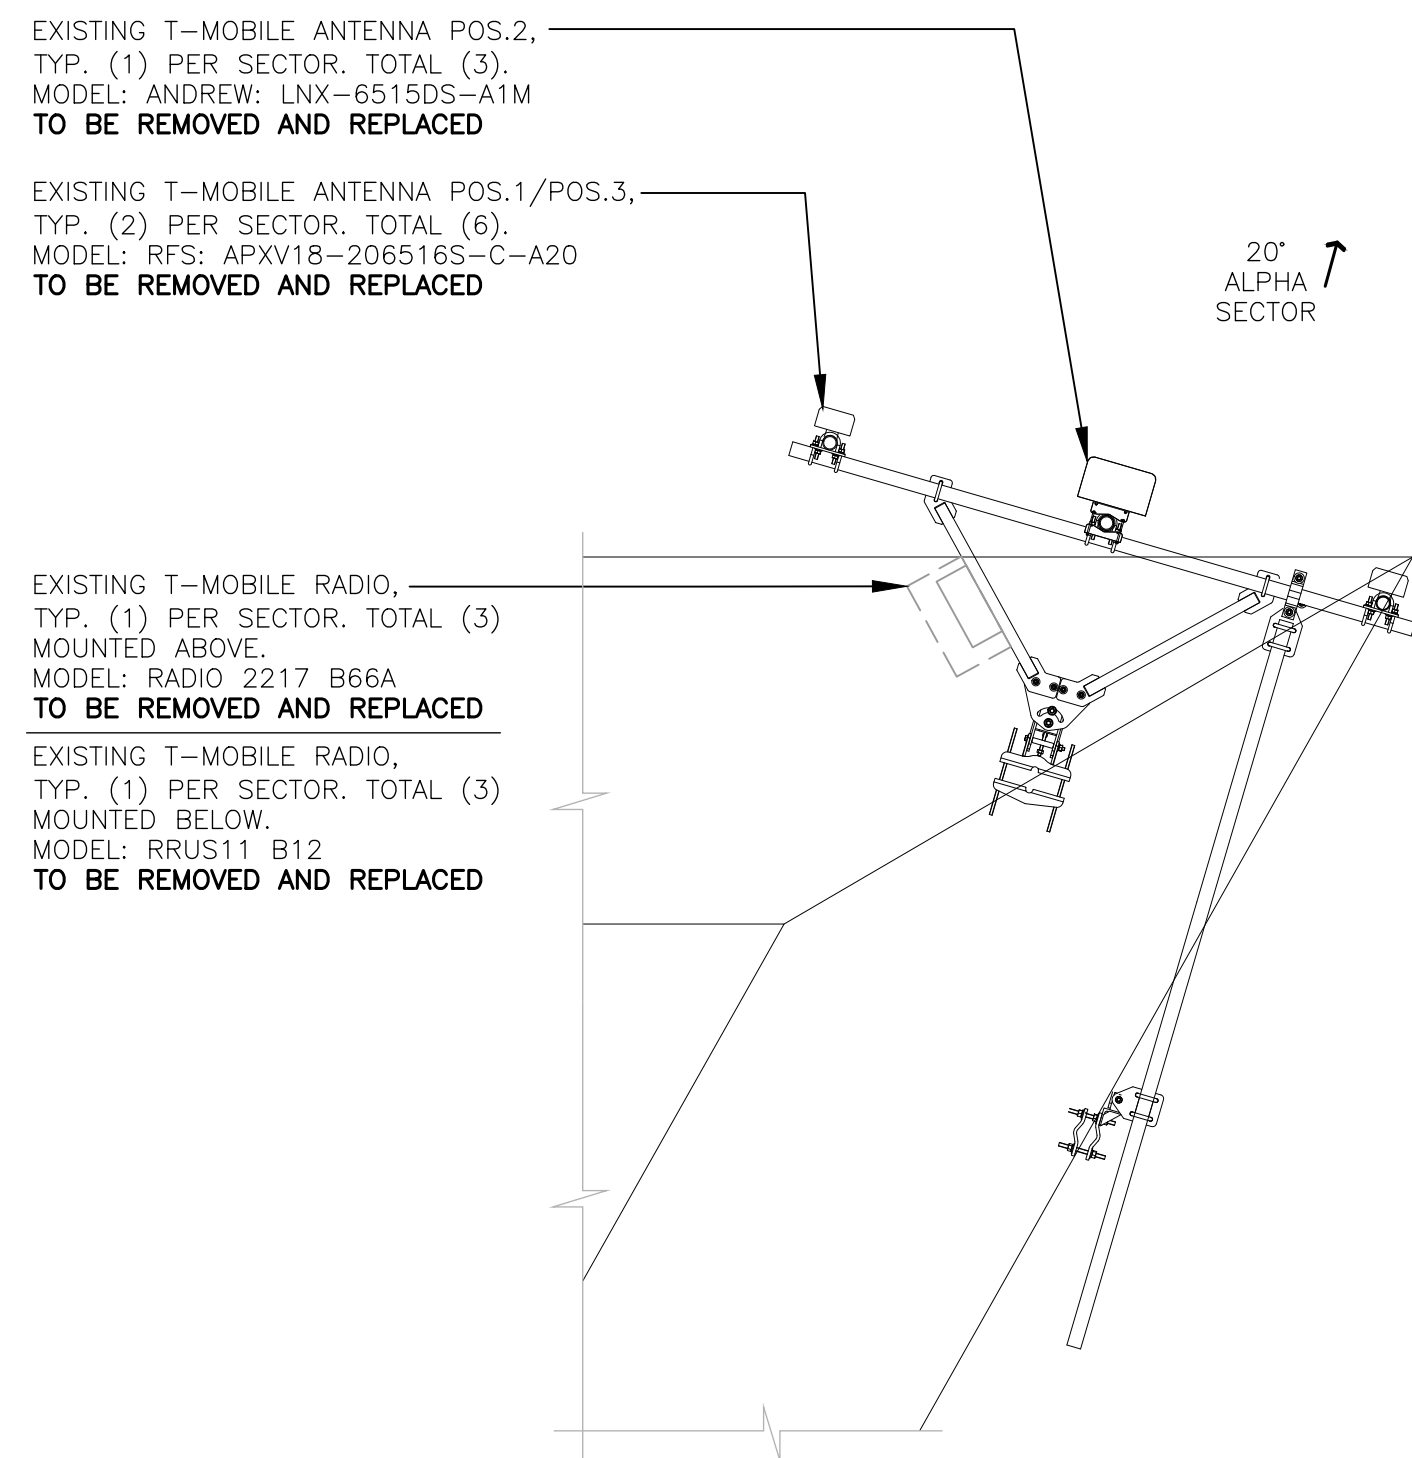 EXISTING T-MOBILE ANTENNA POS.2,
TYP. (1) PER SECTOR. TOTAL (3).
MODEL: ANDREW: LNX-6515DS-A1M
TO BE REMOVED AND REPLACED
EXISTING T-MOBILE ANTENNA POS.1/POS.3,
TYP. (2) PER SECTOR. TOTAL (6).
MODEL: RFS: APXV18-206516S-C-A20
TO BE REMOVED AND REPLACED
20°
ALPHA
SECTOR
EXISTING T-MOBILE RADIO,
TYP. (1) PER SECTOR. TOTAL (3)
MOUNTED ABOVE.
MODEL: RADIO 2217 B66A
TO BE REMOVED AND REPLACED
EXISTING T-MOBILE RADIO,
TYP. (1) PER SECTOR. TOTAL (3)
MOUNTED BELOW.
MODEL: RRUS11 B12
TO BE REMOVED AND REPLACED